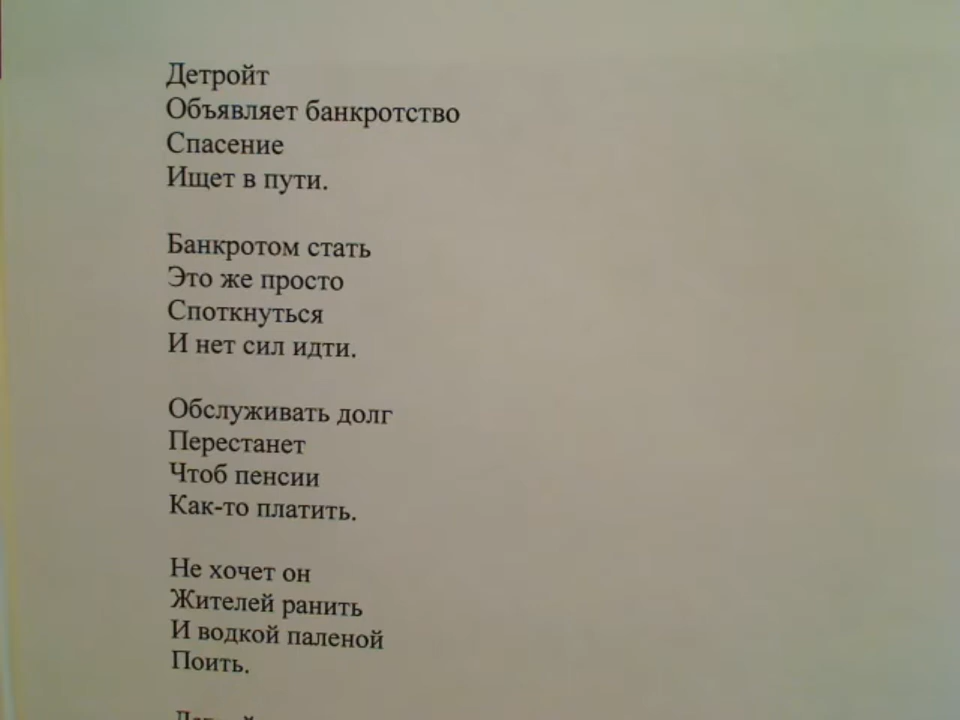 Детройт
Объявляет банкротство
Спасение
Ищет в пути.

Банкротом стать
Это же просто
Споткнуться
И нет сил идти.

Обслуживать долг
Перестанет
Чтоб пенсии
Как-то платить.

Не хочет он
Жителей ранить
И водкой паленой
Поить.